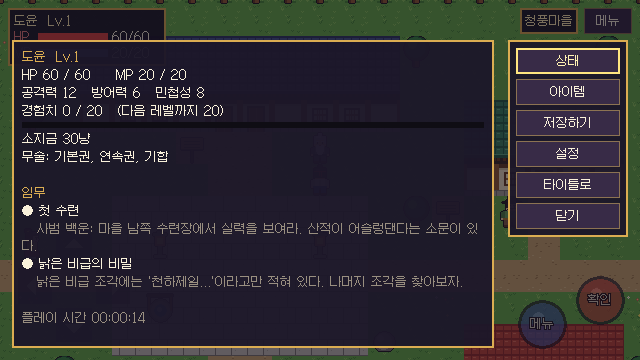 도윤 Lv.1
HP 60/60
청풍마을
메뉴
도윤 Lv.1
HP 60 / 60 MP 20 / 20
공격력 12 방어력 6 민첩성 8
경험치 0 / 20 (다음 레벨까지 20)
소지금 30냥
무술: 기본권, 연속권, 기합
임무
● 첫 수련
사범 백운: 마을 남쪽 수련장에서 실력을 보여라. 산적이 어슬렁댄다는 소문이 있
다.
● 낡은 비급의 비밀
낡은 비급 조각에는 '천하제일...'이라고만 적혀 있다. 나머지 조각을 찾아보자.
플레이 시간 00:00:14
상태
아이템
저장하기
설정
타이틀로
닫기
확인
메뉴